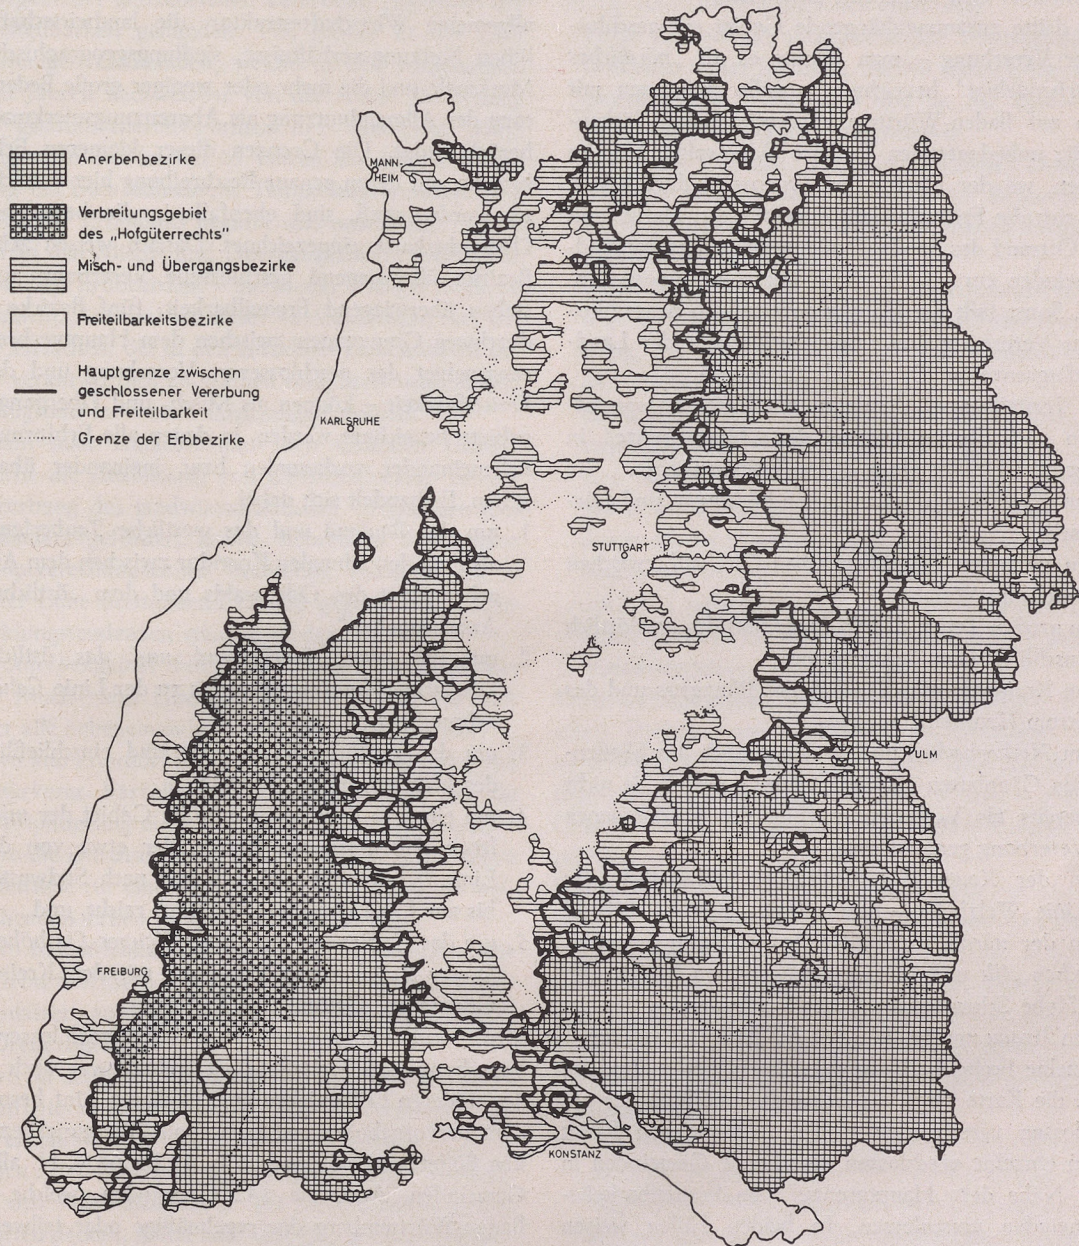 Anerbenbezirke
Verbreitungsgebiet
des „Hofgüterrechts"
Misch- und Übergangsbezirke
Freiteilbarkeitsbezirke
Hauptgrenze zwischen
geschlossener Vererbung
und Freiteilbarkeit
Grenze der Erbbezirke
MANN-
HEIM
KARLSRUHE
STUTTGART
ULM
FREIBURG
KONSTANZ